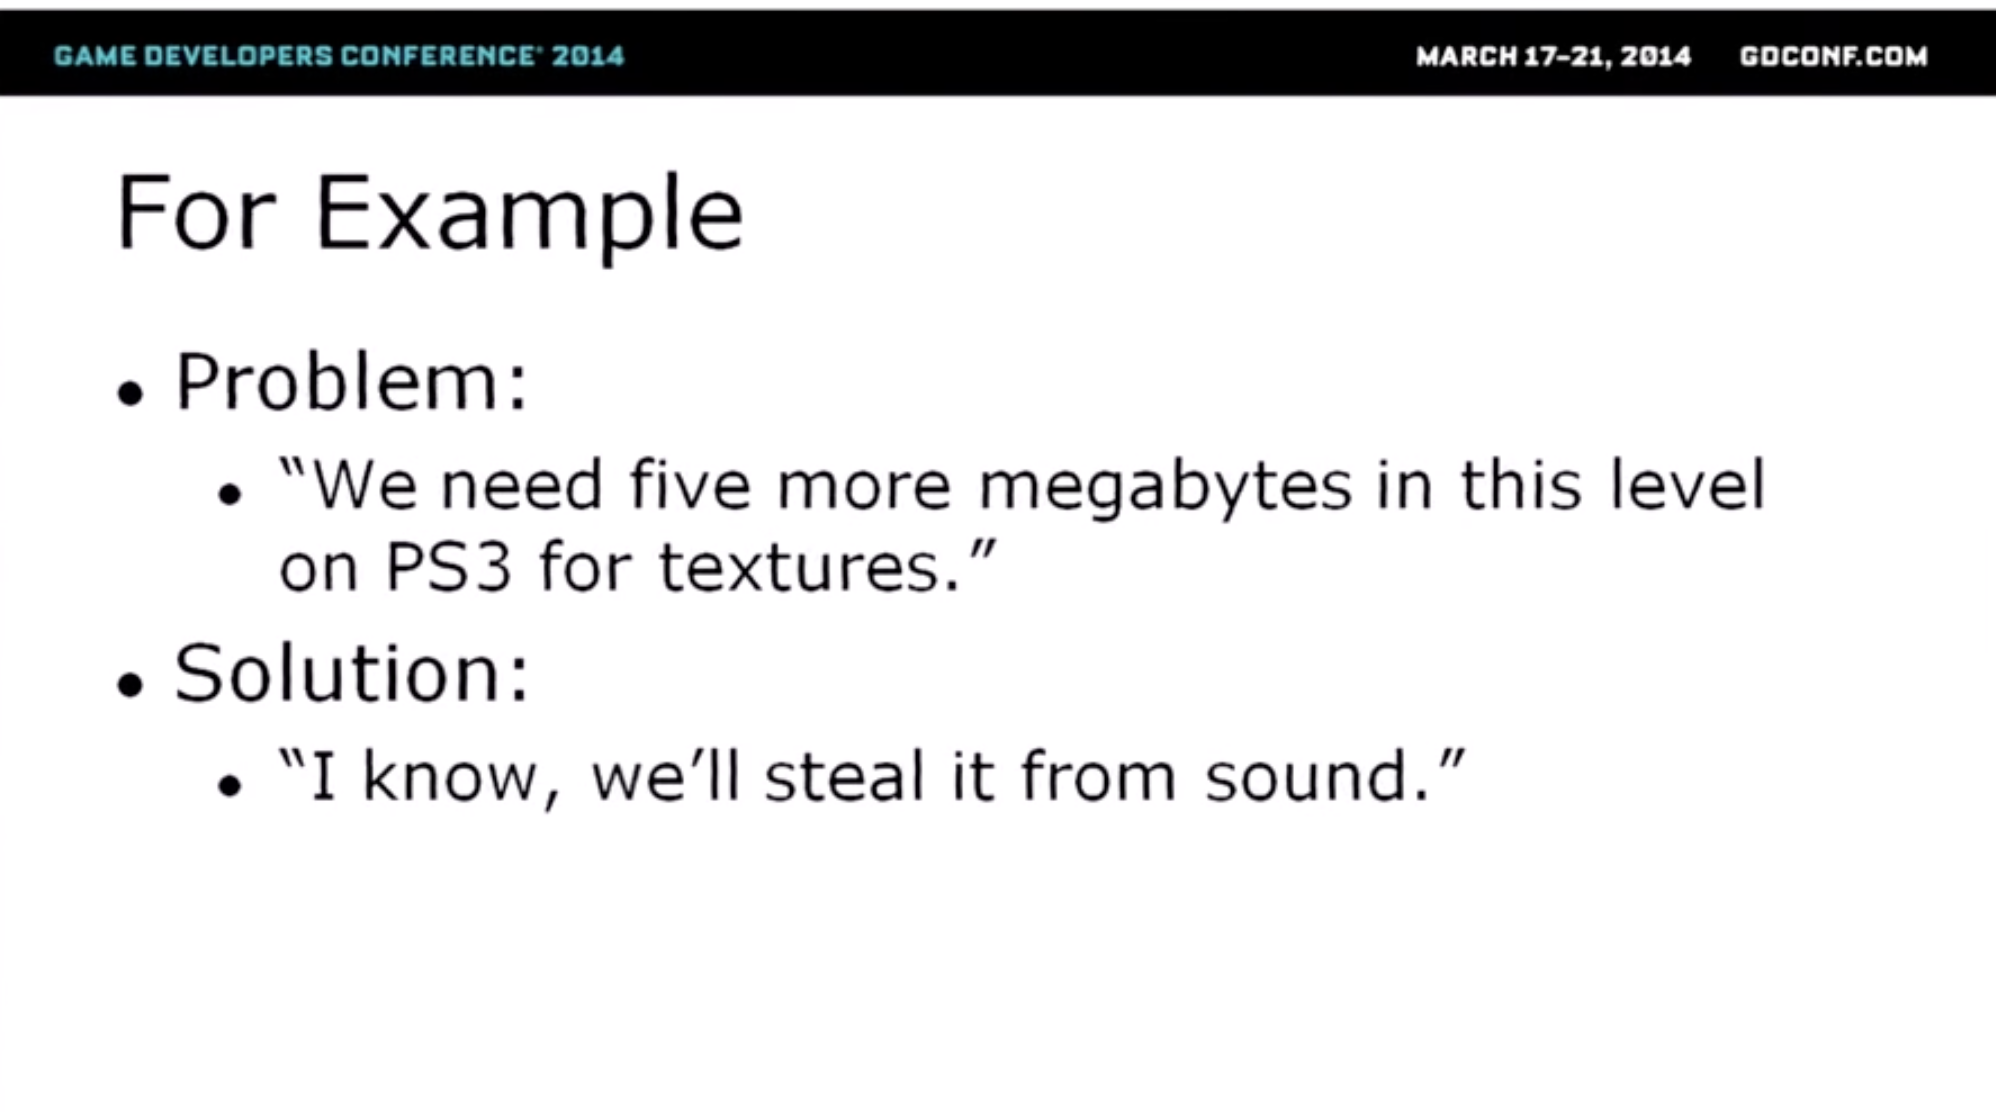 GAME DEVELOPERS CONFERENCE® 2014
MARCH 17–21, 2014 GDCONF.COM
For Example
• Problem:
• “We need five more megabytes in this level
on PS3 for textures.”
• Solution:
• “I know, we’ll steal it from sound.”